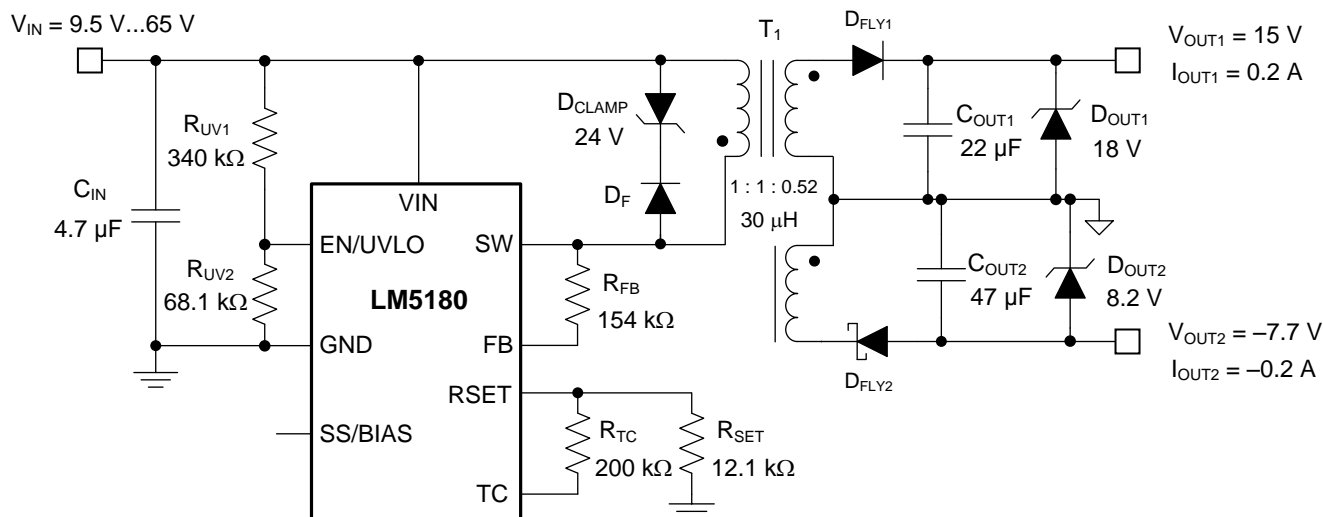 V_IN = 9.5 V...65 V
T_1
D_FLY1
V_OUT1 = 15 V
I_OUT1 = 0.2 A
D_CLAMP
24 V
R_UV1
340 kΩ
C_OUT1
22 µF
D_OUT1
18 V
C_IN
4.7 µF
VIN
D_F
1 : 1 : 0.52
30 µH
EN/UVLO
SW
R_UV2
68.1 kΩ
LM5180
R_FB
154 kΩ
C_OUT2
47 µF
D_OUT2
8.2 V
GND
FB
V_OUT2 = –7.7 V
I_OUT2 = –0.2 A
D_FLY2
RSET
SS/BIAS
R_TC
200 kΩ
R_SET
12.1 kΩ
TC